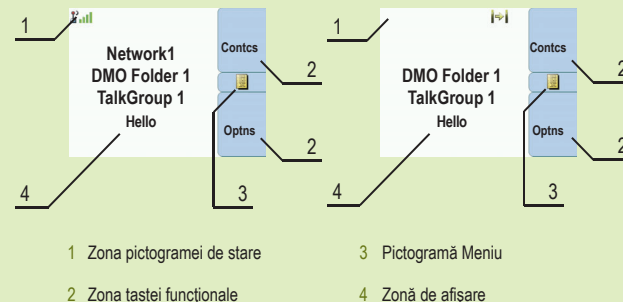 1
Network1
DMO Folder 1
TalkGroup 1
Hello
Contcs
Optns
2
2
4
3
1
DMO Folder 1
TalkGroup 1
Hello
Contcs
Optns
2
2
4
3
1 Zona pictogramei de stare
2 Zona tastei funcționale
3 Pictogramă Meniu
4 Zonă de afișare